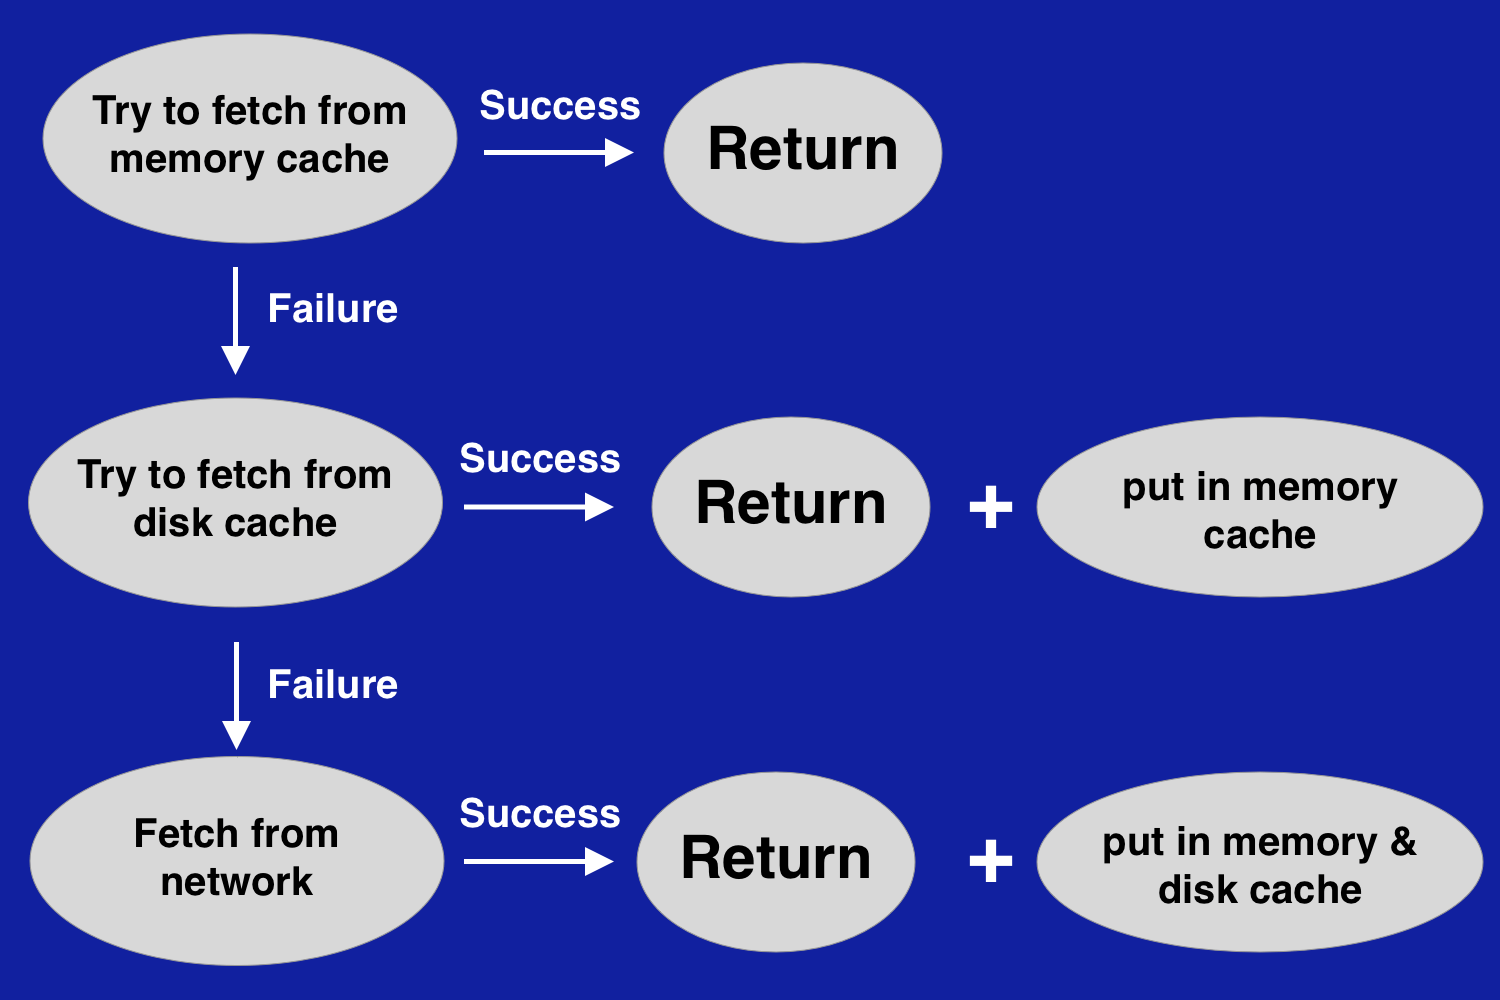 Try to fetch from
memory cache
Success
Return
Failure
Try to fetch from
disk cache
Success
Return
+
put in memory
cache
Failure
Fetch from
network
Success
Return
+
put in memory &
disk cache